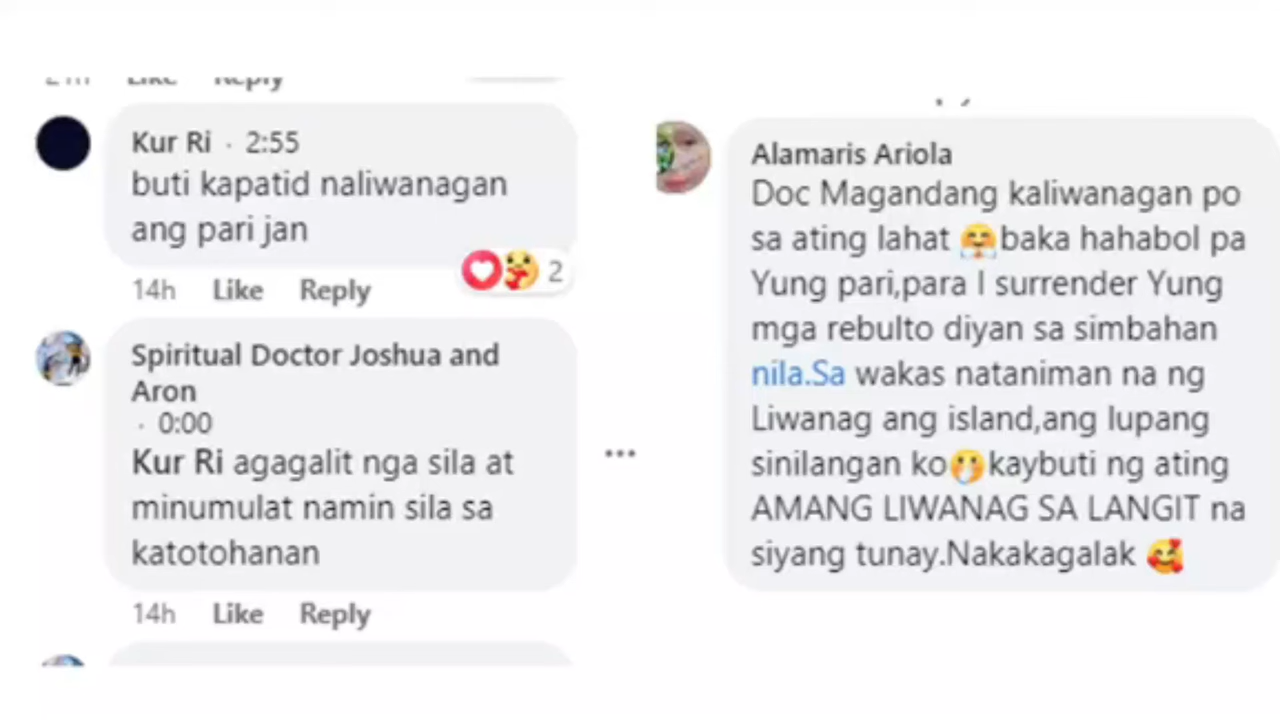 Like Reply
Kur Ri · 2:55
buti kapatid naliwanagan
ang pari jan
2
14h Like Reply
Spiritual Doctor Joshua and
Aron
· 0:00
Kur Ri agagalit nga sila at
minumulat namin sila sa
katotohanan
14h Like Reply
Alamaris Ariola
Doc Magandang kaliwanagan po
sa ating lahat 🤗baka hahabol pa
Yung pari,para I surrender Yung
mga rebulto diyan sa simbahan
nila.Sa wakas nataniman na ng
Liwanag ang island,ang lupang
sinilangan ko🤭kaybuti ng ating
AMANG LIWANAG SA LANGIT na
siyang tunay.Nakakagalak 🥰